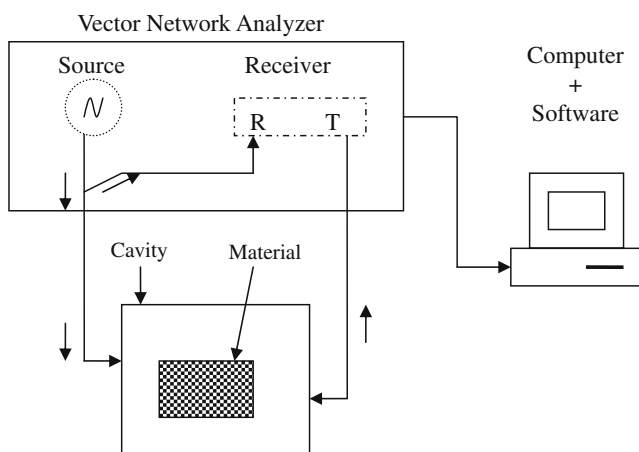 Vector Network Analyzer
Source
Receiver
R T
Computer
+
Software
Cavity
Material